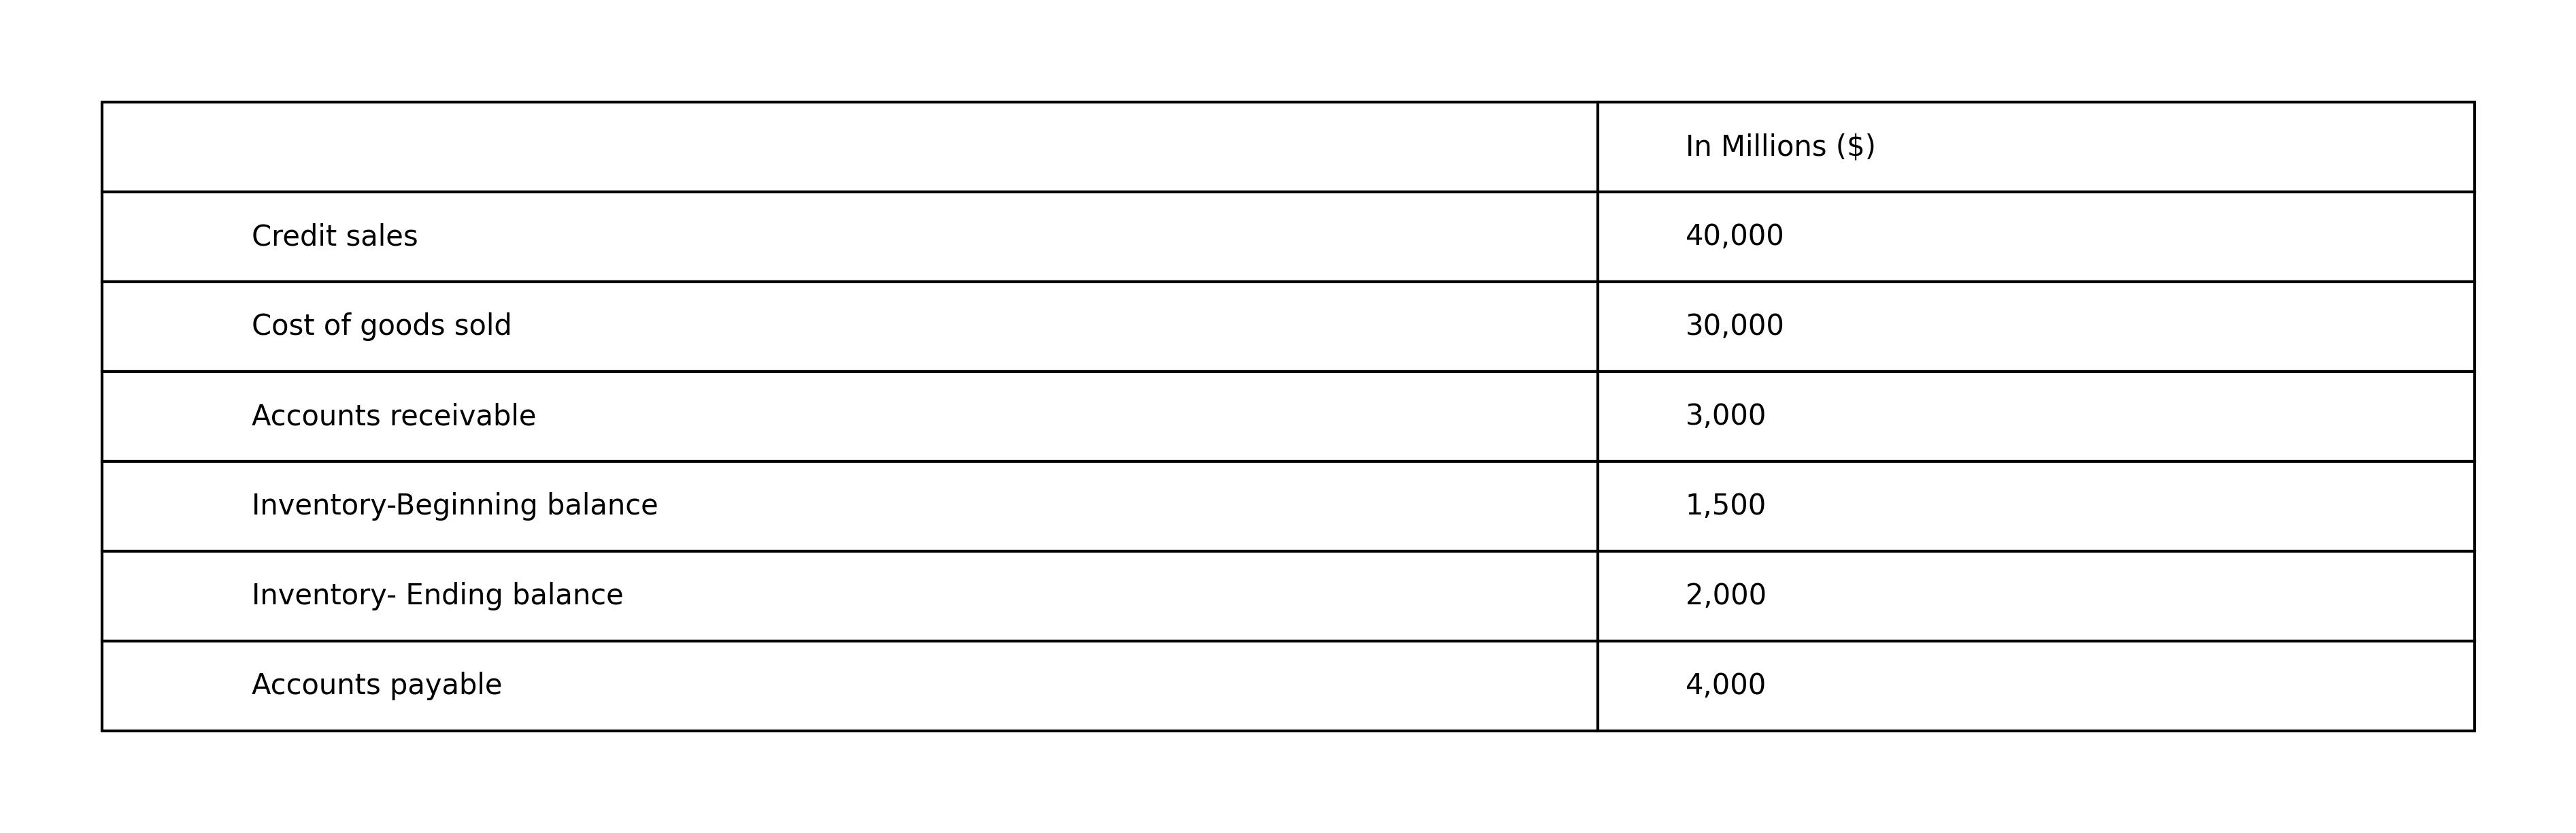 In Millions ($)
Credit sales 40,000
Cost of goods sold 30,000
Accounts receivable 3,000
Inventory-Beginning balance 1,500
Inventory- Ending balance 2,000
Accounts payable 4,000